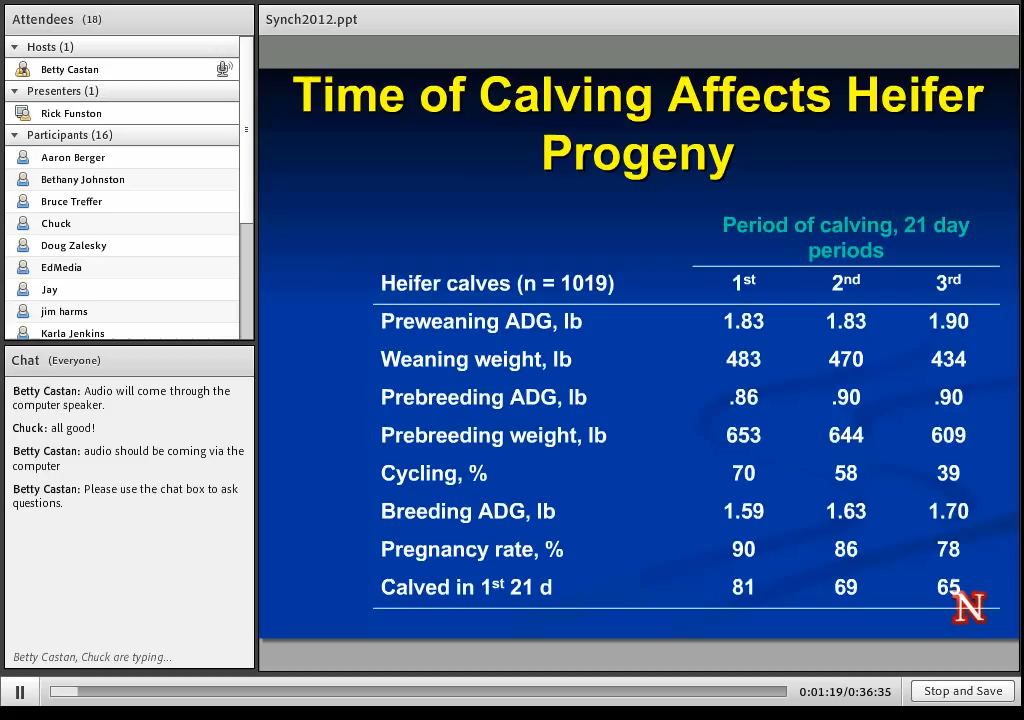 Attendees (18)
Hosts (1)
Betty Castan
Presenters (1)
Rick Funston
Participants (16)
Aaron Berger
Bethany Johnston
Bruce Treffer
Chuck
Doug Zalesky
EdMedia
Jay
jim harms
Karla Jenkins
Chat (Everyone)
Betty Castan: Audio will come through the
computer speaker.
Chuck: all good!
Betty Castan: audio should be coming via the
computer
Betty Castan: Please use the chat box to ask
questions.
Betty Castan, Chuck are typing...
Synch2012.ppt
Time of Calving Affects Heifer
Progeny
Period of calving, 21 day
periods
Heifer calves (n = 1019) 1st 2nd 3rd
Preweaning ADG, lb 1.83 1.83 1.90
Weaning weight, lb 483 470 434
Prebreeding ADG, lb .86 .90 .90
Prebreeding weight, lb 653 644 609
Cycling, % 70 58 39
Breeding ADG, lb 1.59 1.63 1.70
Pregnancy rate, % 90 86 78
Calved in 1st 21 d 81 69 65
N
0:01:19/0:36:35
Stop and Save